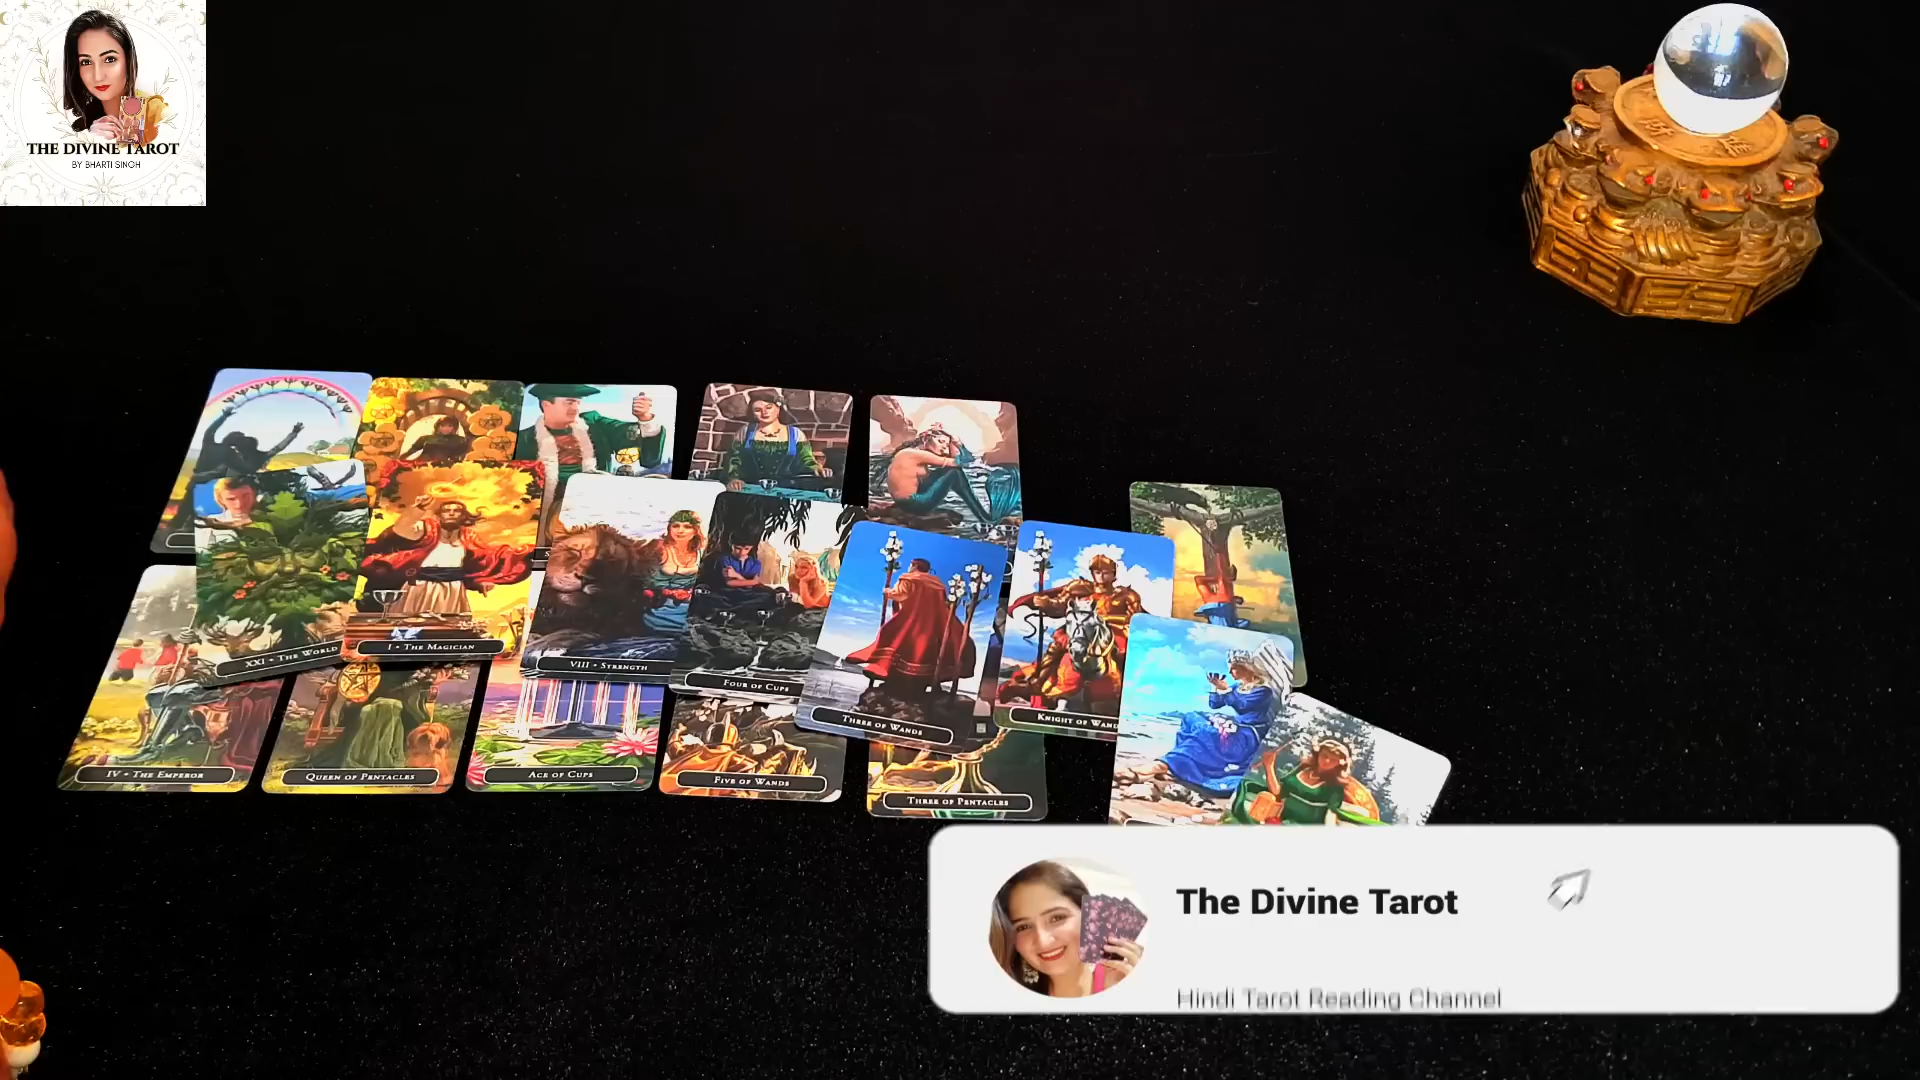 THE DIVINE TAROT
BY BHARTI SINGH
XXI • THE WORLD
I • THE MAGICIAN
VIII • STRENGTH
FOUR OF CUPS
THREE OF WANDS
KNIGHT OF WAN
IV • THE EMPEROR
QUEEN OF PENTACLES
ACE OF CUPS
FIVE OF WANDS
THREE OF PENTACLES
The Divine Tarot
Hindi Tarot Reading Channel